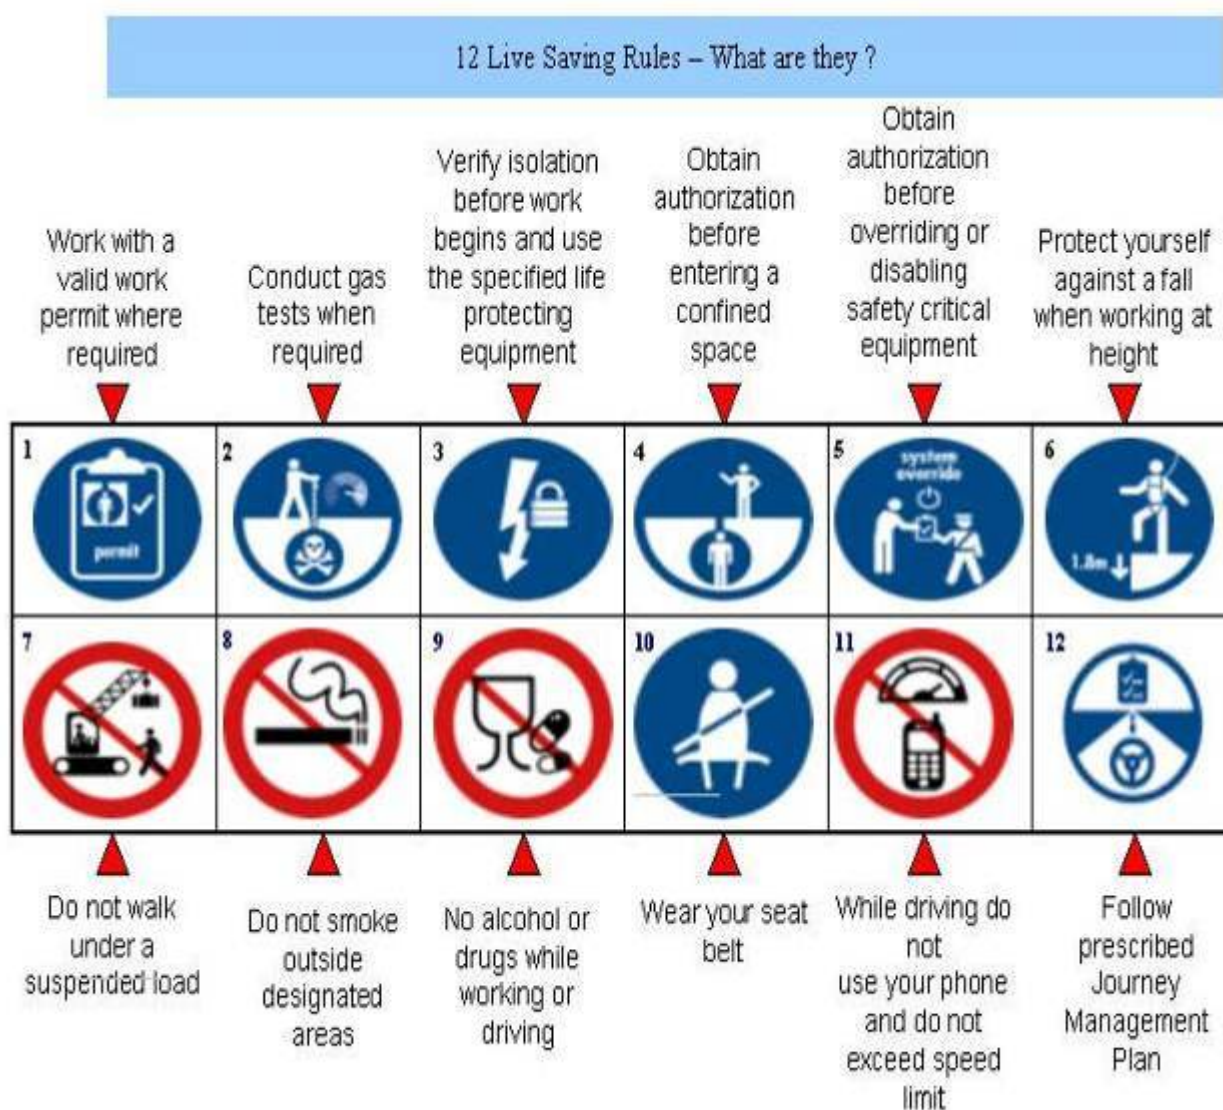 12 Live Saving Rules – What are they ?
Work with a
valid work
permit where
required
Conduct gas
tests when
required
Verify isolation
before work
begins and use
the specified life
protecting
equipment
Obtain
authorization
before
entering a
confined
space
Obtain
authorization
before
overriding or
disabling
safety critical
equipment
Protect yourself
against a fall
when working at
height
1
permit
2
3
4
5
system
override
6
1.8m
7
8
9
10
11
12
Do not walk
under a
suspended load
Do not smoke
outside
designated
areas
No alcohol or
drugs while
working or
driving
Wear your seat
belt
While driving do
not
use your phone
and do not
exceed speed
limit
Follow
prescribed
Journey
Management
Plan